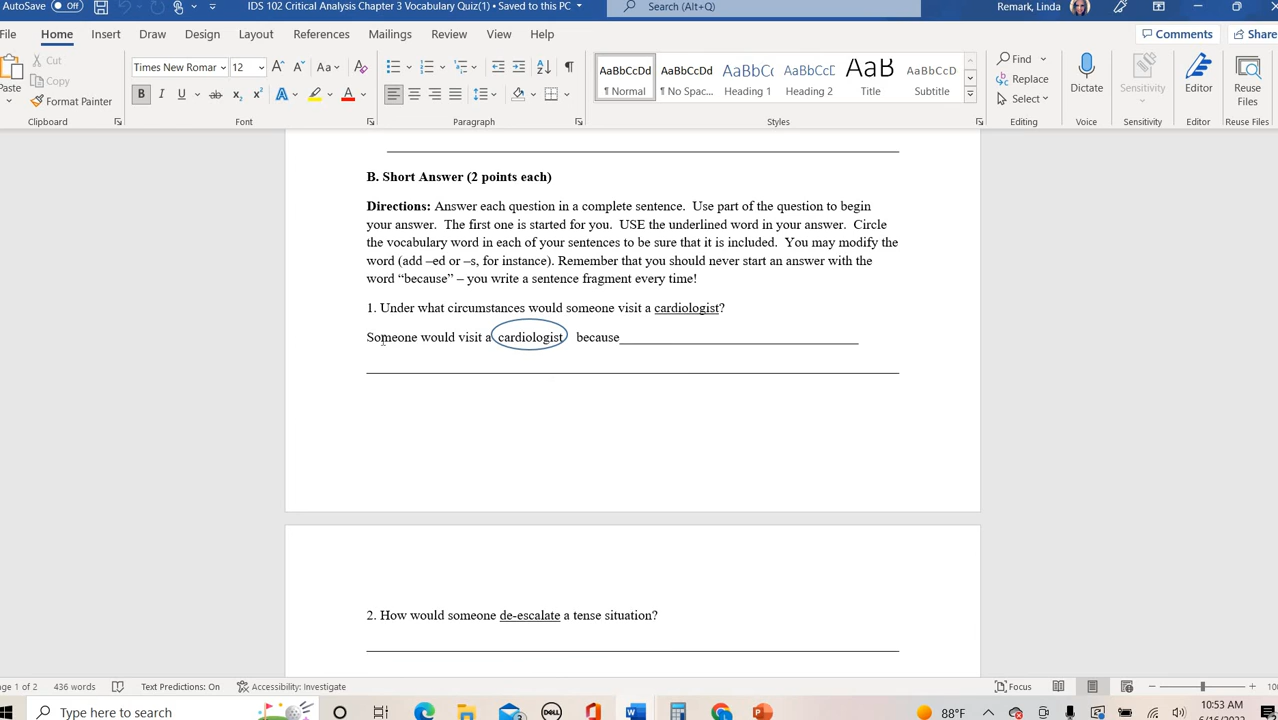 AutoSave Off IDS 102 Critical Analysis Chapter 3 Vocabulary Quiz(1) • Saved to this PC Search (Alt+Q) Remark, Linda
File Home Insert Draw Design Layout References Mailings Review View Help Comments Share
Paste Cut Copy Format Painter
Times New Romar 12
B I U ab x₂ x² A A
AaBbCcDd ¶ Normal AaBbCcDd ¶ No Spac... AaBbCc Heading 1 AaBbCcD Heading 2 AaB Title AaBbCcD Subtitle
Find Replace Select
Dictate Sensitivity Editor Reuse Files
Clipboard Font Paragraph Styles Editing Voice Sensitivity Editor Reuse Files
B. Short Answer (2 points each)
Directions: Answer each question in a complete sentence. Use part of the question to begin
your answer. The first one is started for you. USE the underlined word in your answer. Circle
the vocabulary word in each of your sentences to be sure that it is included. You may modify the
word (add –ed or –s, for instance). Remember that you should never start an answer with the
word “because” – you write a sentence fragment every time!
1. Under what circumstances would someone visit a cardiologist?
Someone would visit a cardiologist because
2. How would someone de-escalate a tense situation?
Page 1 of 2 436 words Text Predictions: On Accessibility: Investigate Focus
Type here to search DELL 88°F 10:53 AM